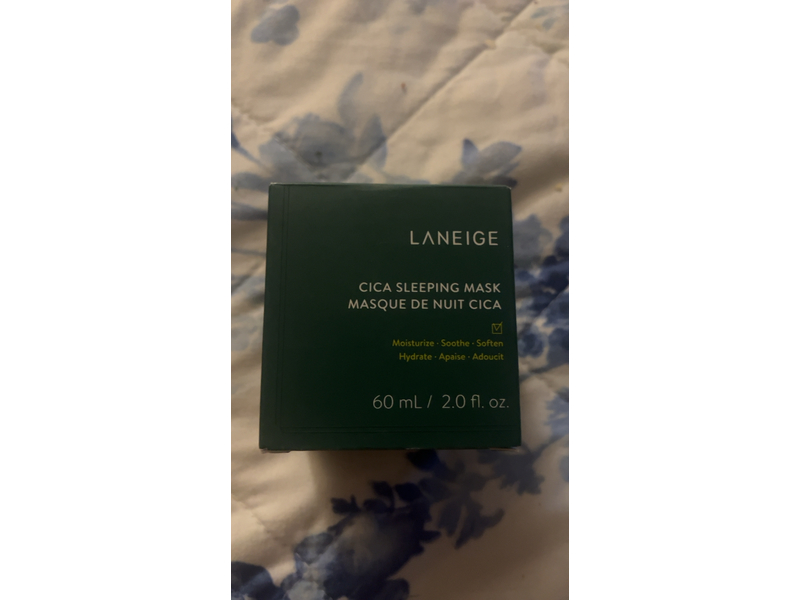 LANEIGE
CICA SLEEPING MASK
MASQUE DE NUIT CICA
Moisturize · Soothe · Soften
Hydrate · Apaise · Adoucit
60 mL / 2.0 fl. oz.